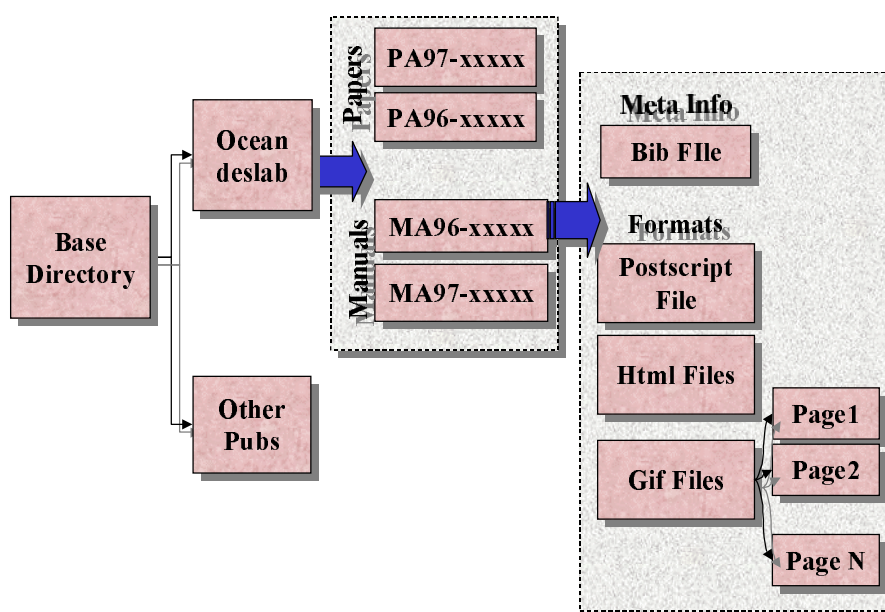 Base
Directory
Ocean
deslab
Other
Pubs
Papers
PA97-xxxxx
PA96-xxxxx
Manuals
MA96-xxxxx
MA97-xxxxx
Meta Info
Bib FIle
Formats
Postscript
File
Html Files
Gif Files
Page1
Page2
Page N